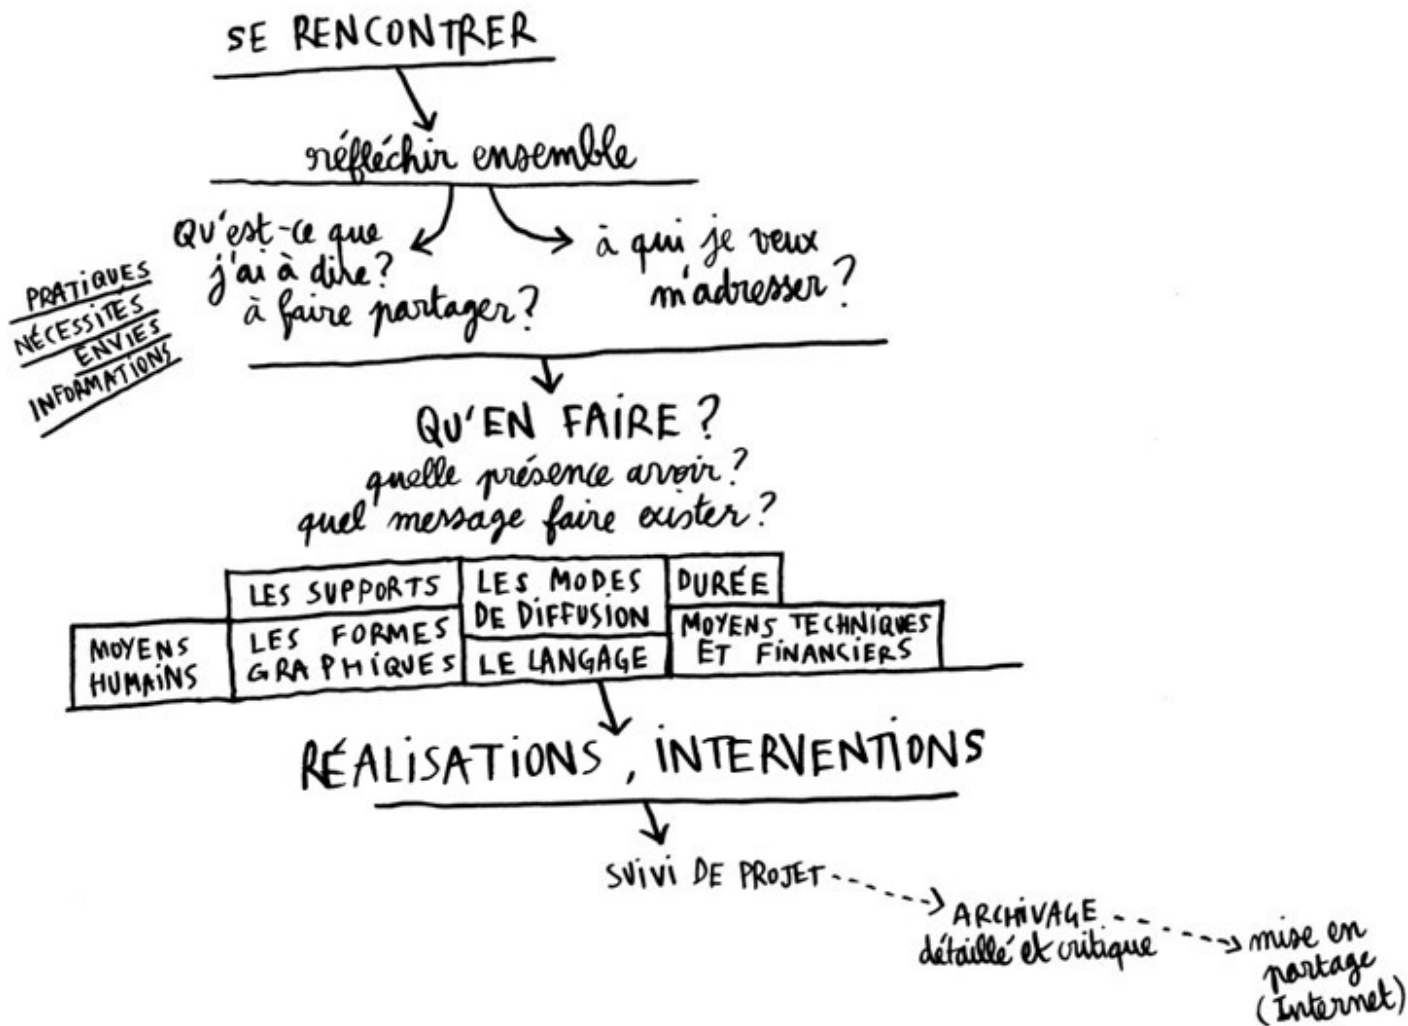 SE RENCONTRER
réfléchir ensemble
Qu'est-ce que
j'ai à dire?
à faire partager?
à qui je veux
m'adresser?
PRATIQUES
NÉCESSITÉS
ENVIES
INFORMATIONS
QU'EN FAIRE?
quelle présence avoir?
quel message faire exister?
LES SUPPORTS
LES MODES
DE DIFFUSION
DURÉE
MOYENS
HUMAINS
LES FORMES
GRAPHIQUES
LE LANGAGE
MOYENS TECHNIQUES
ET FINANCIERS
RÉALISATIONS, INTERVENTIONS
SUIVI DE PROJET
ARCHIVAGE
détaillé et critique
mise en
partage
(Internet)